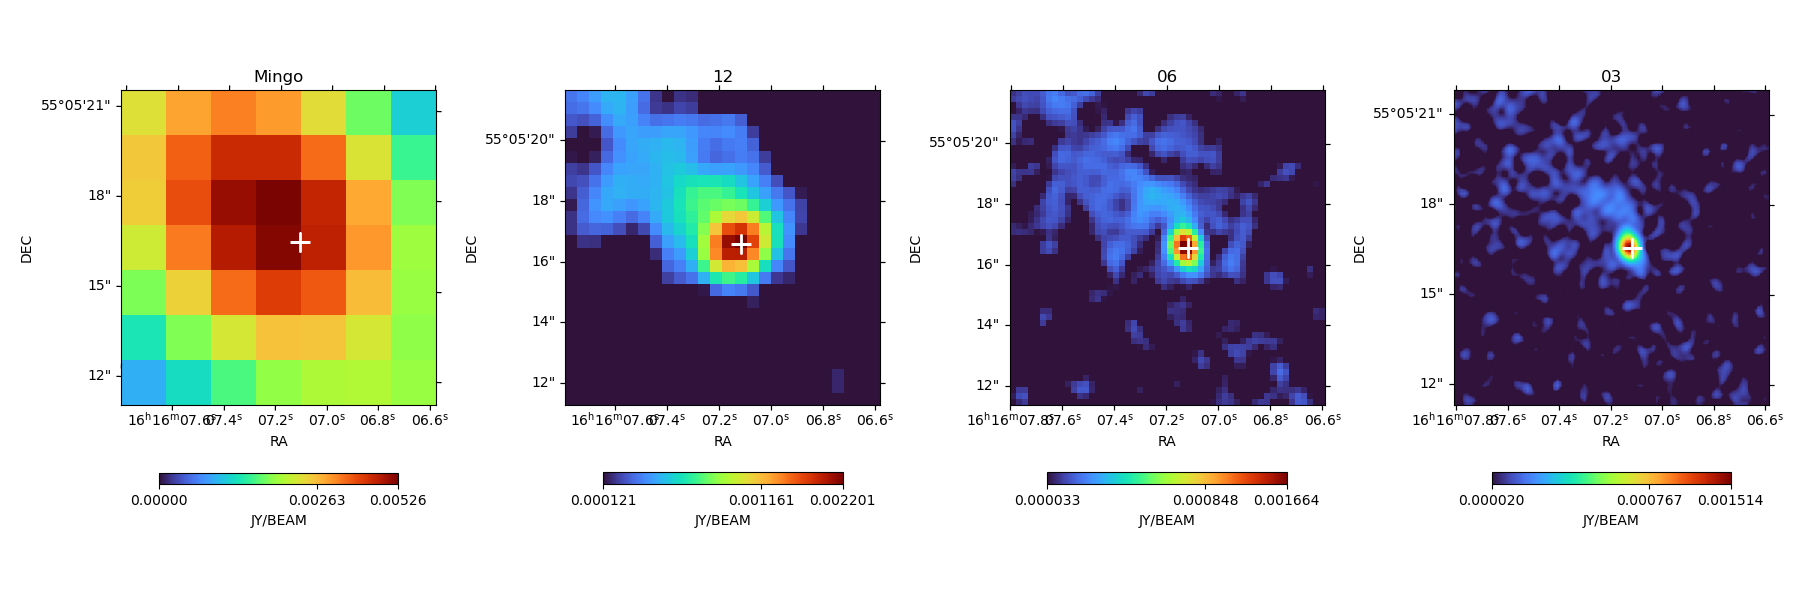 Mingo
12
06
03
55°05'21"
18"
15"
12"
DEC
16h16m07.6s
07.4s
07.2s
07.0s
06.8s
06.6s
RA
0.00000
0.00263
0.00526
JY/BEAM
55°05'20"
18"
16"
14"
12"
DEC
16h16m07.6s
07.4s
07.2s
07.0s
06.8s
06.6s
RA
0.000121
0.001161
0.002201
JY/BEAM
55°05'20"
18"
16"
14"
12"
DEC
16h16m07.8s
07.6s
07.4s
07.2s
07.0s
06.8s
06.6s
RA
0.000033
0.000848
0.001664
JY/BEAM
55°05'21"
18"
15"
12"
DEC
16h16m07.8s
07.6s
07.4s
07.2s
07.0s
06.8s
06.6s
RA
0.000020
0.000767
0.001514
JY/BEAM